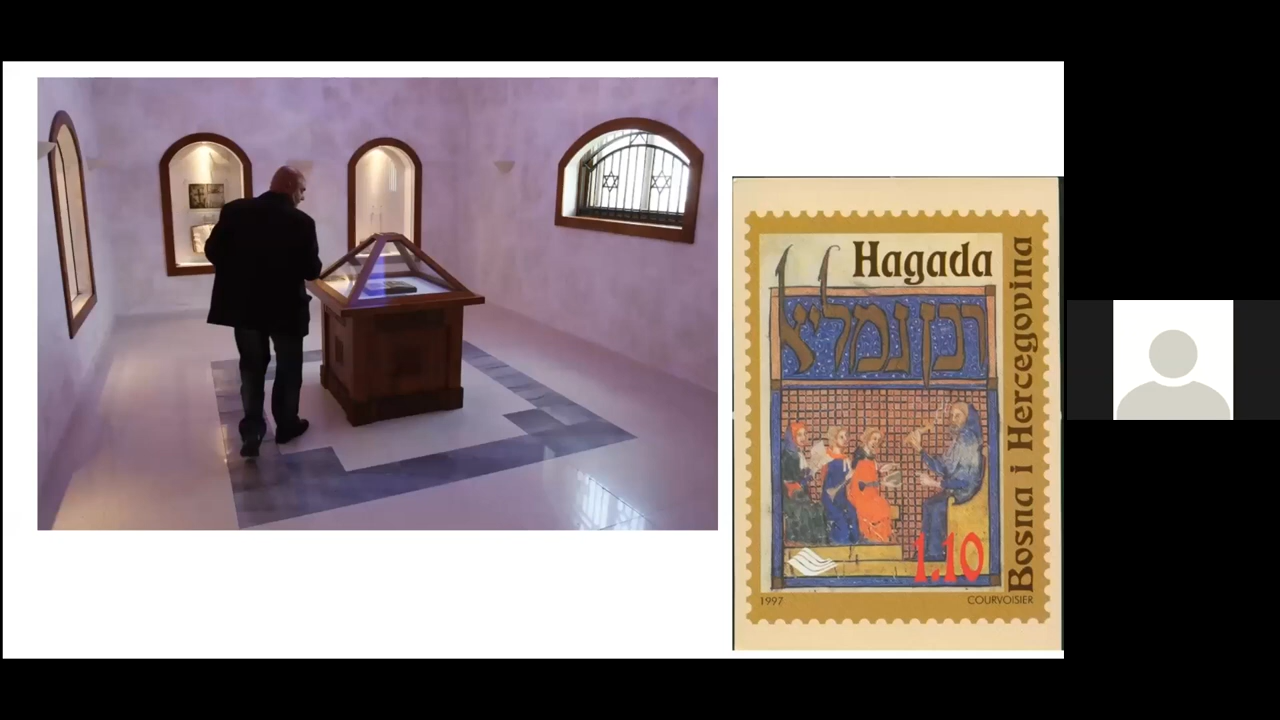 Hagada
רבן גמליא
Bosna i Hercegovina
1.10
1997
COURVOISIER